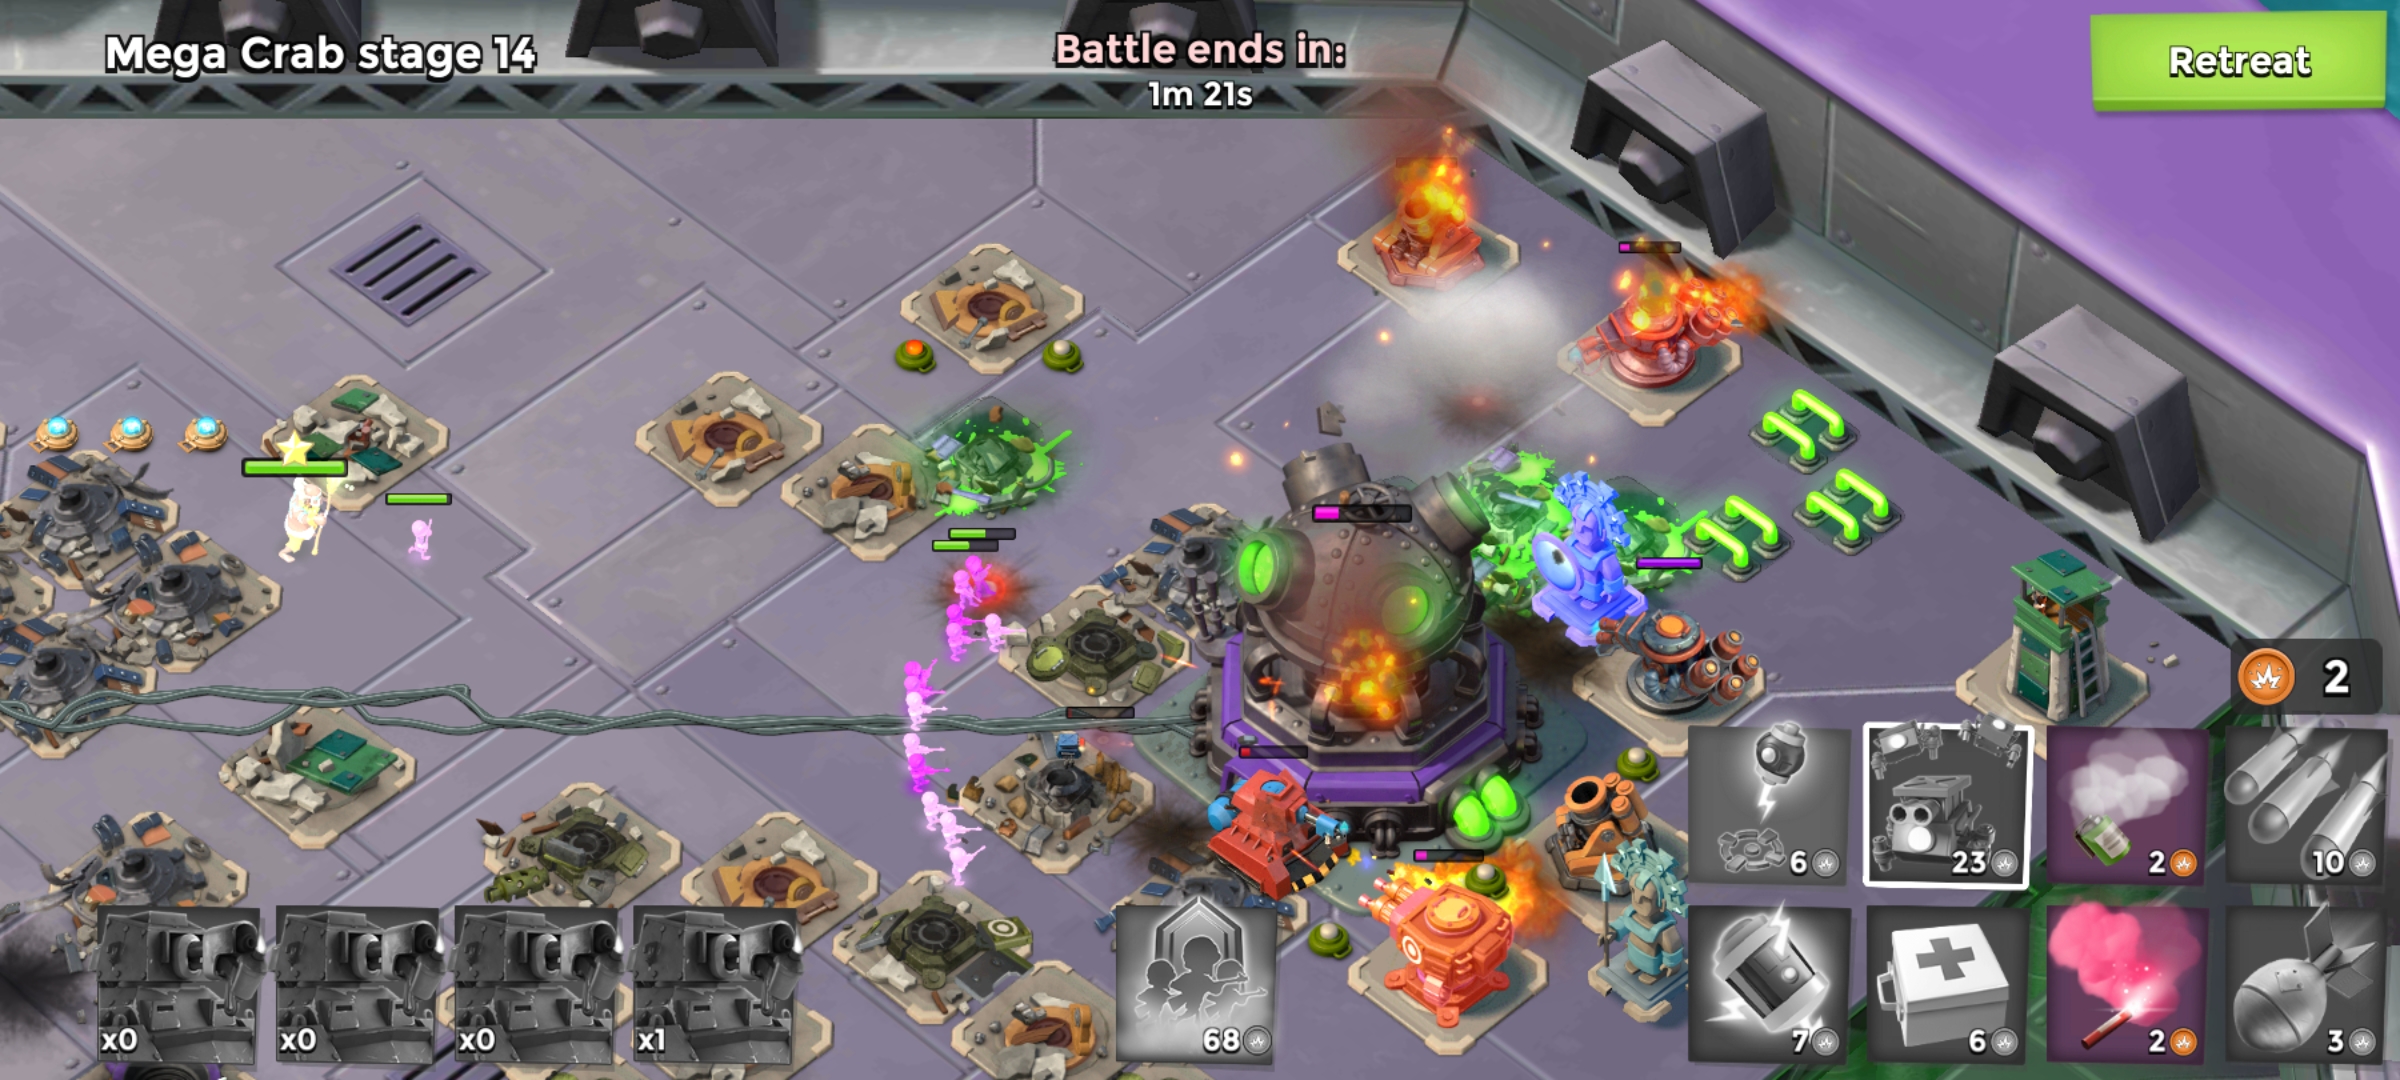 Mega Crab stage 14
Battle ends in:
1m 21s
Retreat
2
6
23
2
10
7
6
2
3
x0
x0
x0
x1
68